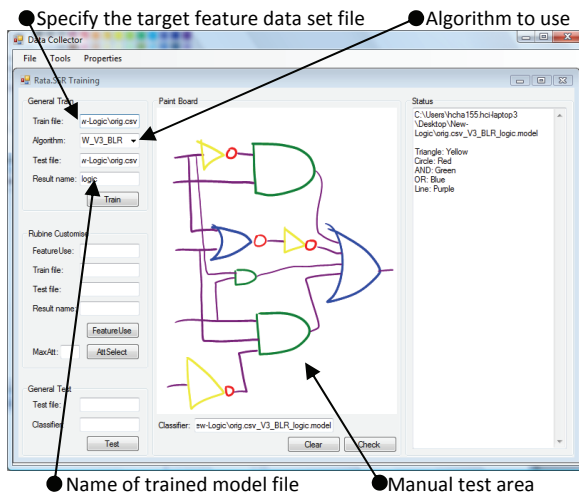 Specify the target feature data set file
Algorithm to use
Data Collector
File Tools Properties
Rata.SSR Training
General Train
Train file: w-Logic\orig.csv
Algorithm: W_V3_BLR
Test file: w-Logic\orig.csv
Result name: logic
Train
Rubine Customise
FeatureUse:
Train file:
Test file:
Result name:
FeatureUse
MaxAtt: AttSelect
General Test
Test file:
Classifier:
Test
Paint Board
Classifier: ew-Logic\orig.csv_V3_BLR_logic.model
Clear Check
Status
C:\Users\hcha155.hci-laptop3
\Desktop\New-
Logic\orig.csv_V3_BLR_logic.model
Triangle: Yellow
Circle: Red
AND: Green
OR: Blue
Line: Purple
Name of trained model file
Manual test area